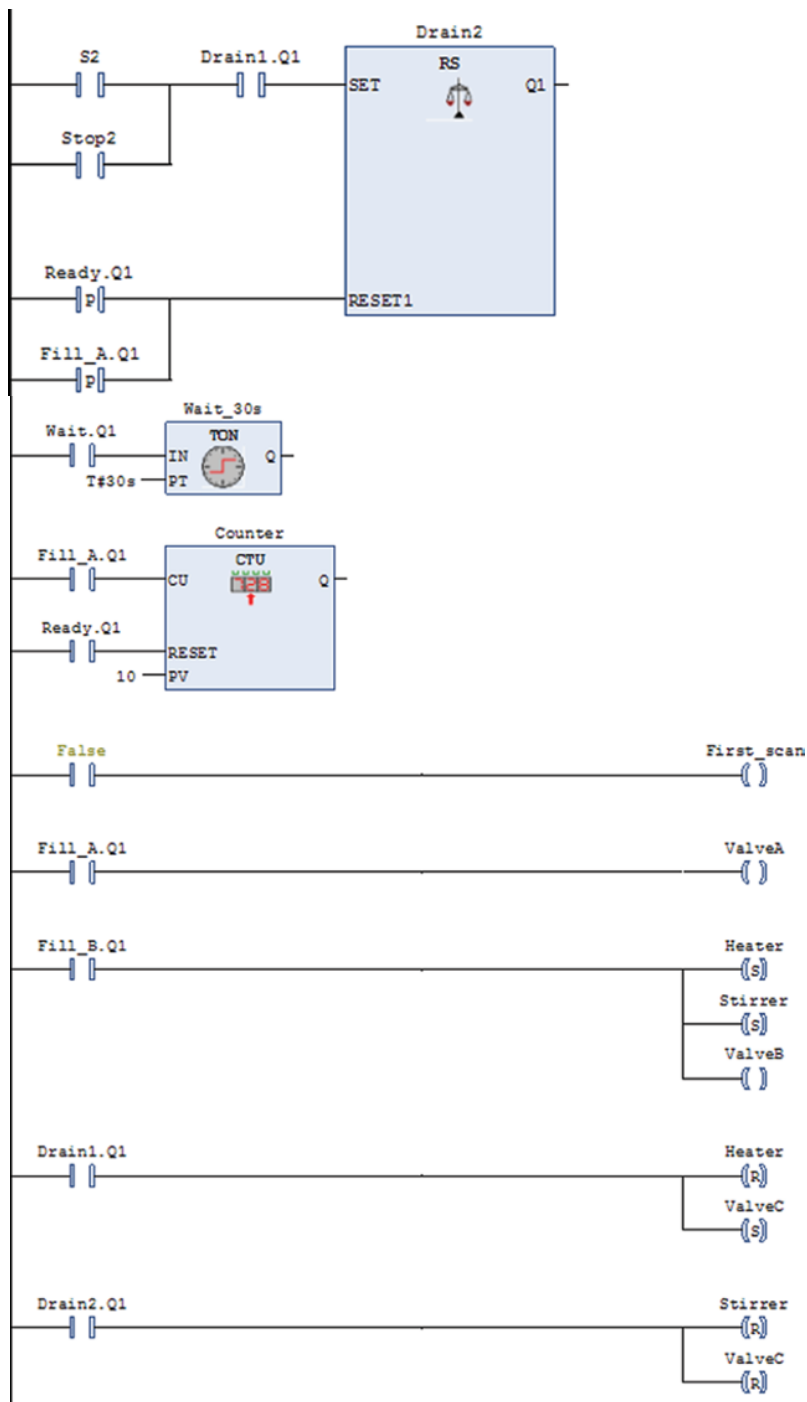 Drain2
S2
Drain1.Q1
RS
SET
Q1
Stop2
Ready.Q1
P
RESET1
Fill_A.Q1
P
Wait_30s
Wait.Q1
TON
IN
Q
T#30s
PT
Counter
Fill_A.Q1
CTU
CU
Q
Ready.Q1
RESET
10
PV
False
First_scan
Fill_A.Q1
ValveA
Fill_B.Q1
Heater
S
Stirrer
S
ValveB
Drain1.Q1
Heater
R
ValveC
S
Drain2.Q1
Stirrer
R
ValveC
R